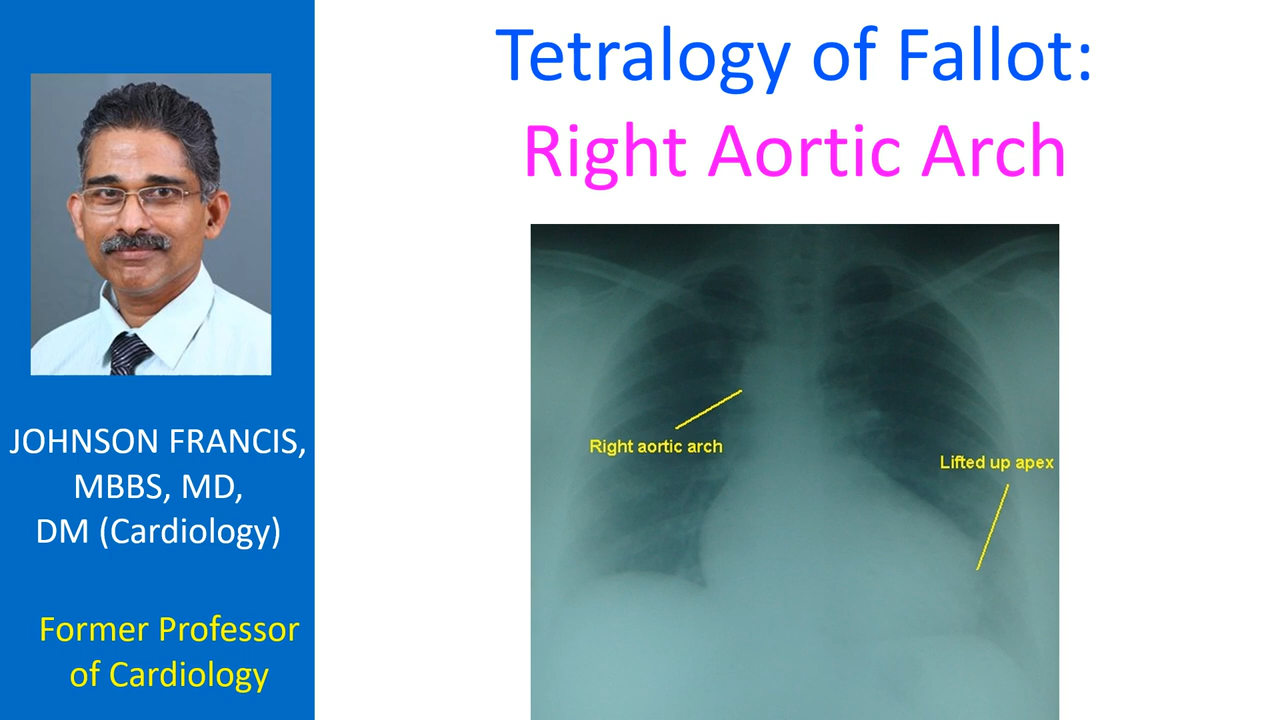 Tetralogy of Fallot:
Right Aortic Arch
JOHNSON FRANCIS,
MBBS, MD,
DM (Cardiology)
Former Professor
of Cardiology
Right aortic arch
Lifted up apex